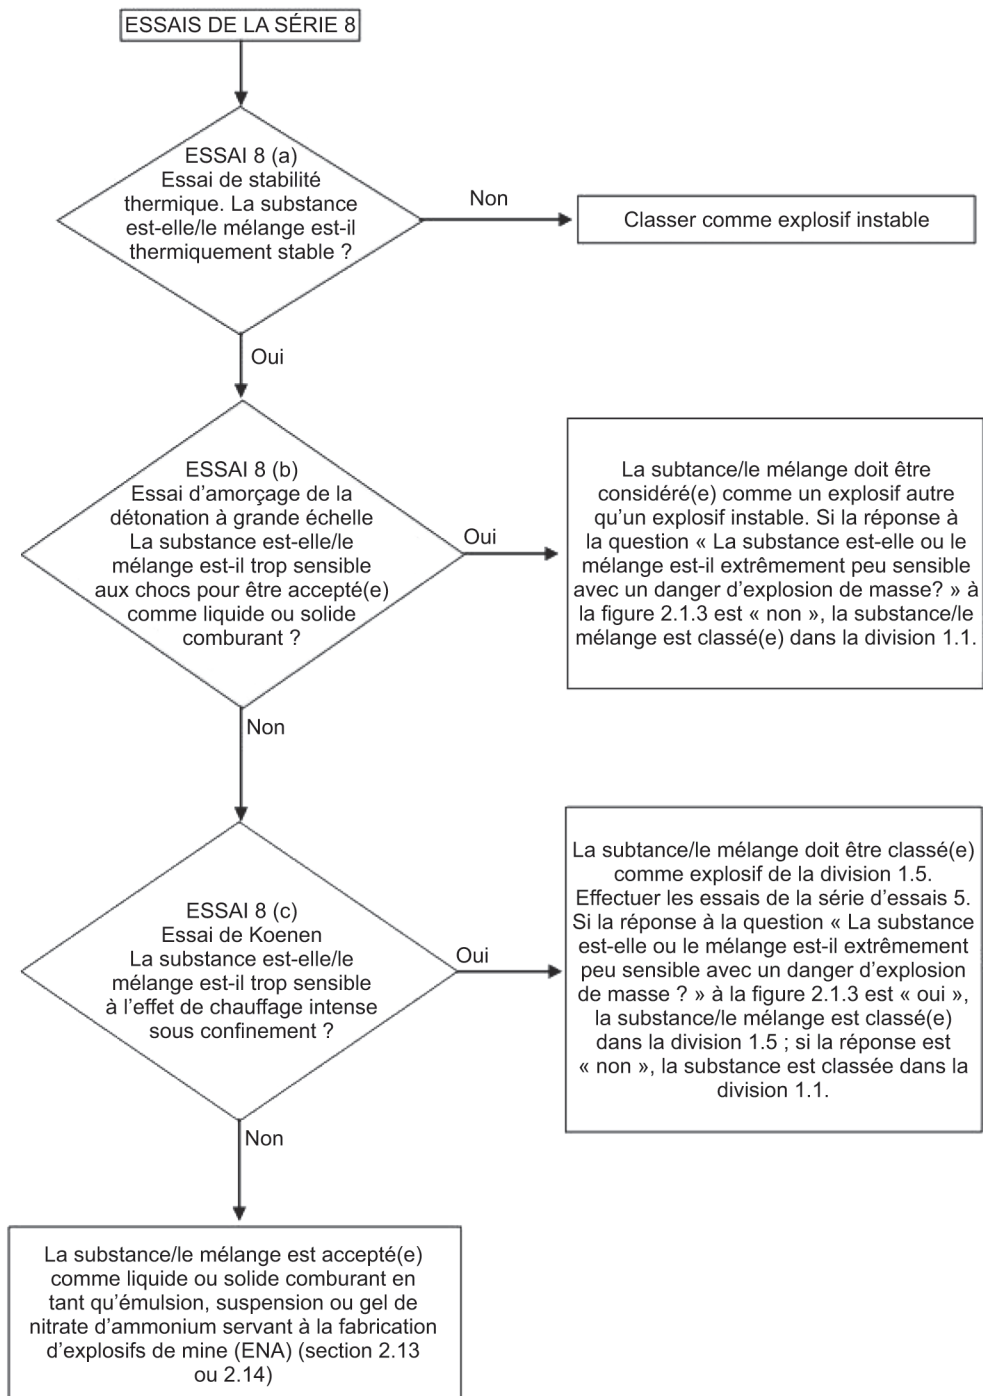 ESSAIS DE LA SÉRIE 8
ESSAI 8 (a)
Essai de stabilité
thermique. La substance
est-elle/le mélange est-il
thermiquement stable ?
Non
Classer comme explosif instable
Oui
ESSAI 8 (b)
Essai d’amorçage de la
détonation à grande échelle
La substance est-elle/le
mélange est-il trop sensible
aux chocs pour être accepté(e)
comme liquide ou solide
comburant ?
Oui
La subtance/le mélange doit être
considéré(e) comme un explosif autre
qu’un explosif instable. Si la réponse à
la question « La substance est-elle ou le
mélange est-il extrêmement peu sensible
avec un danger d’explosion de masse? » à
la figure 2.1.3 est « non », la substance/le
mélange est classé(e) dans la division 1.1.
Non
ESSAI 8 (c)
Essai de Koenen
La substance est-elle/le
mélange est-il trop sensible
à l’effet de chauffage intense
sous confinement ?
Oui
La subtance/le mélange doit être classé(e)
comme explosif de la division 1.5.
Effectuer les essais de la série d’essais 5.
Si la réponse à la question « La substance
est-elle ou le mélange est-il extrêmement
peu sensible avec un danger d’explosion
de masse ? » à la figure 2.1.3 est « oui »,
la substance/le mélange est classé(e)
dans la division 1.5 ; si la réponse est
« non », la substance est classée dans la
division 1.1.
Non
La substance/le mélange est accepté(e)
comme liquide ou solide comburant en
tant qu’émulsion, suspension ou gel de
nitrate d’ammonium servant à la fabrication
d’explosifs de mine (ENA) (section 2.13
ou 2.14)